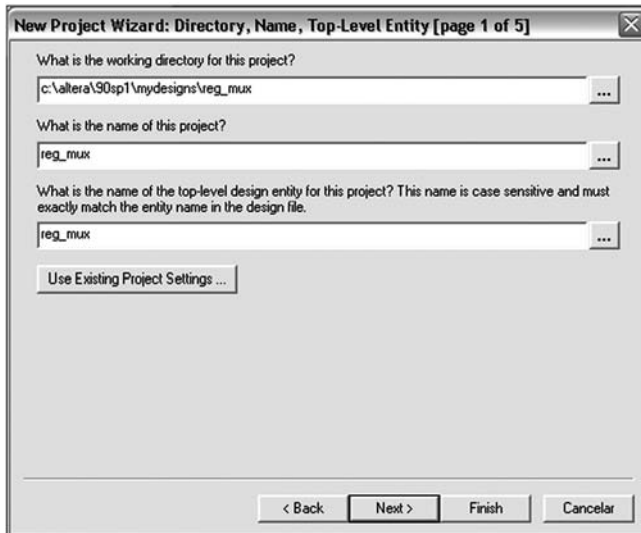 New Project Wizard: Directory, Name, Top-Level Entity [page 1 of 5]
What is the working directory for this project?
c:\altera\90sp1\mydesigns\reg_mux
...
What is the name of this project?
reg_mux
...
What is the name of the top-level design entity for this project? This name is case sensitive and must
exactly match the entity name in the design file.
reg_mux
...
Use Existing Project Settings ...
< Back
Next >
Finish
Cancelar